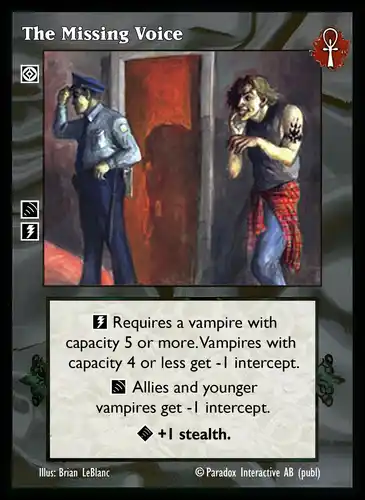 The Missing Voice
Requires a vampire with
capacity 5 or more. Vampires with
capacity 4 or less get -1 intercept.
Allies and younger
vampires get -1 intercept.
+1 stealth.
Illus: Brian LeBlanc
© Paradox Interactive AB (publ)